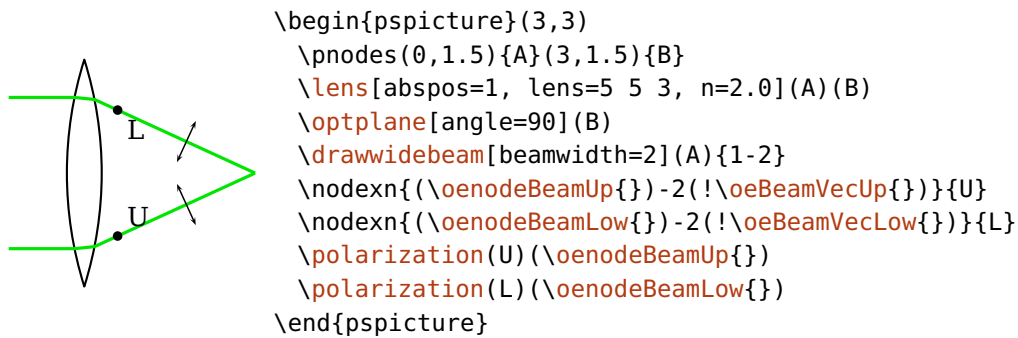 L
U
\begin{pspicture}(3,3)
  \pnodes(0,1.5){A}(3,1.5){B}
  \lens[abspos=1, lens=5 5 3, n=2.0](A)(B)
  \optplane[angle=90](B)
  \drawwidebeam[beamwidth=2](A){1-2}
  \nodexn{(\oenodeBeamUp{})-2(!\oeBeamVecUp{})}{U}
  \nodexn{(\oenodeBeamLow{})-2(!\oeBeamVecLow{})}{L}
  \polarization(U)(\oenodeBeamUp{})
  \polarization(L)(\oenodeBeamLow{})
\end{pspicture}